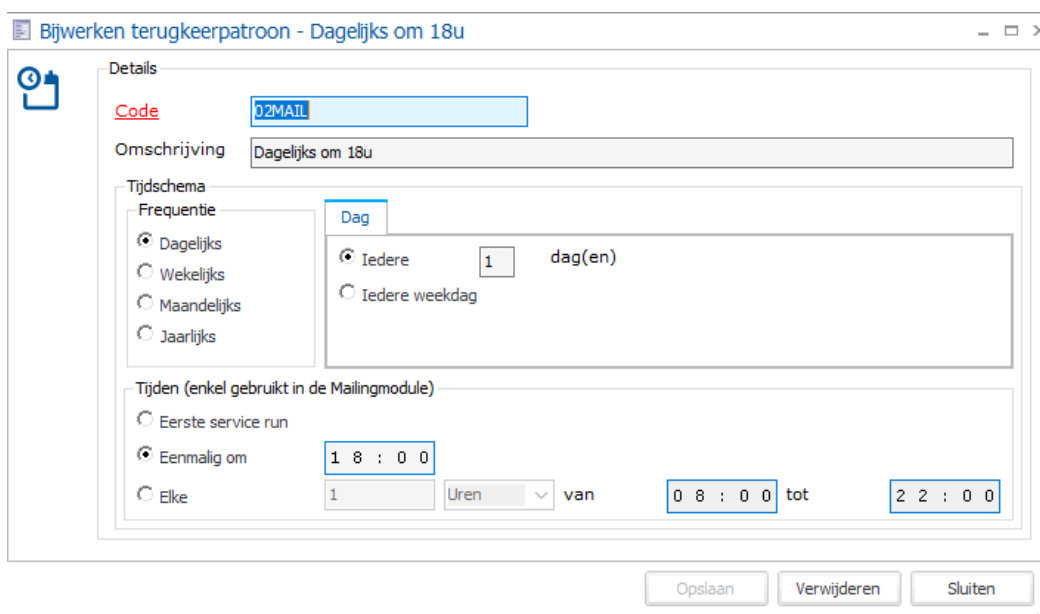 Bijwerken terugkeerpatroon - Dagelijks om 18u
Details
Code 02MAIL
Omschrijving Dagelijks om 18u
Tijdschema
Frequentie
Dagelijks
Wekelijks
Maandelijks
Jaarlijks
Dag
Iedere 1 dag(en)
Iedere weekdag
Tijden (enkel gebruikt in de Mailingmodule)
Eerste service run
Eenmalig om 18:00
Elke 1 Uren van 08:00 tot 22:00
Opslaan Verwijderen Sluiten